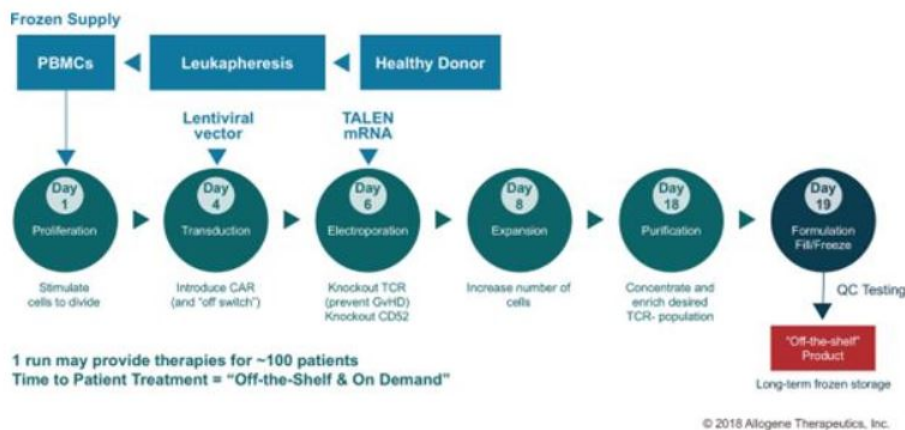 Frozen Supply
PBMCs
Leukapheresis
Healthy Donor
Lentiviral
vector
TALEN
mRNA
Day
1
Proliferation
Day
4
Transduction
Day
6
Electroporation
Day
8
Expansion
Day
18
Purification
Day
19
Formulation
Fill/Freeze
Stimulate
cells to divide
Introduce CAR
(and "off switch")
Knockout TCR
(prevent GvHD)
Knockout CD52
Increase number of
cells
Concentrate and
enrich desired
TCR- population
QC Testing
"Off-the-shelf"
Product
Long-term frozen storage
1 run may provide therapies for ~100 patients
Time to Patient Treatment = "Off-the-Shelf & On Demand"
© 2018 Allogene Therapeutics, Inc.